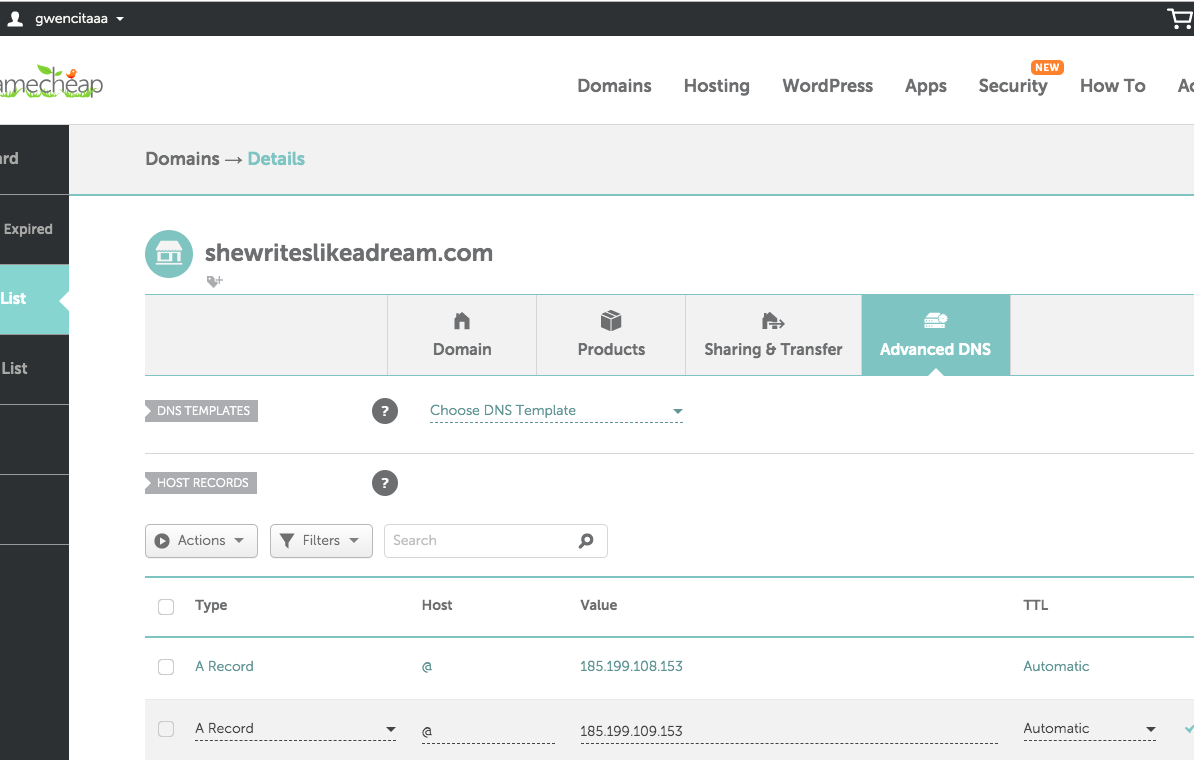 gwencitaaa
amecheap
NEW
Domains Hosting WordPress Apps Security How To Ac
ard
Domains → Details
Expired
shewriteslikeadream.com
List
Domain Products Sharing & Transfer Advanced DNS
List
DNS TEMPLATES ? Choose DNS Template
HOST RECORDS ?
Actions Filters Search
Type Host Value TTL
A Record @ 185.199.108.153 Automatic
A Record @ 185.199.109.153 Automatic